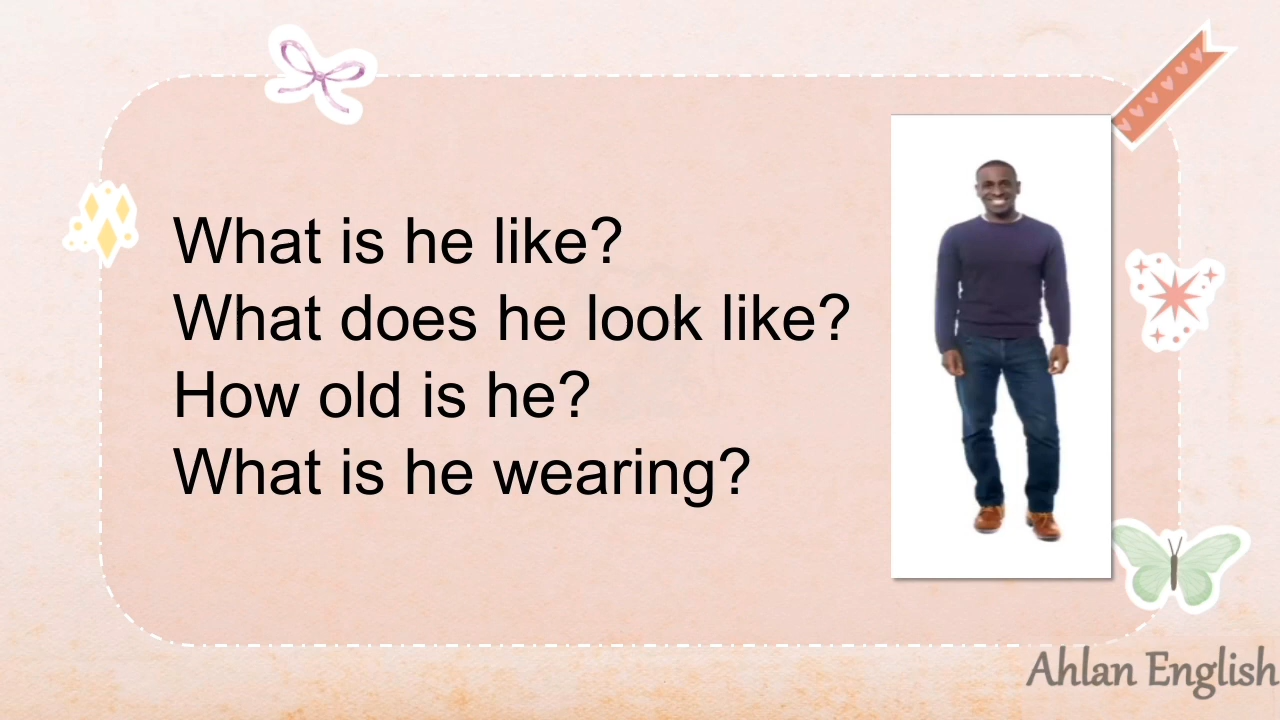 What is he like?
What does he look like?
How old is he?
What is he wearing?
Ahlan English